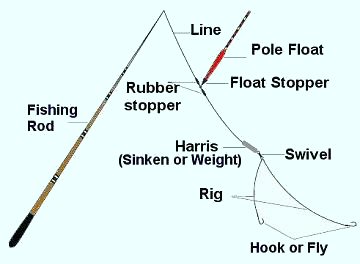 Line
Pole Float
Rubber
stopper
Float Stopper
Fishing
Rod
Harris
(Sinken or Weight)
Swivel
Rig
Hook or Fly